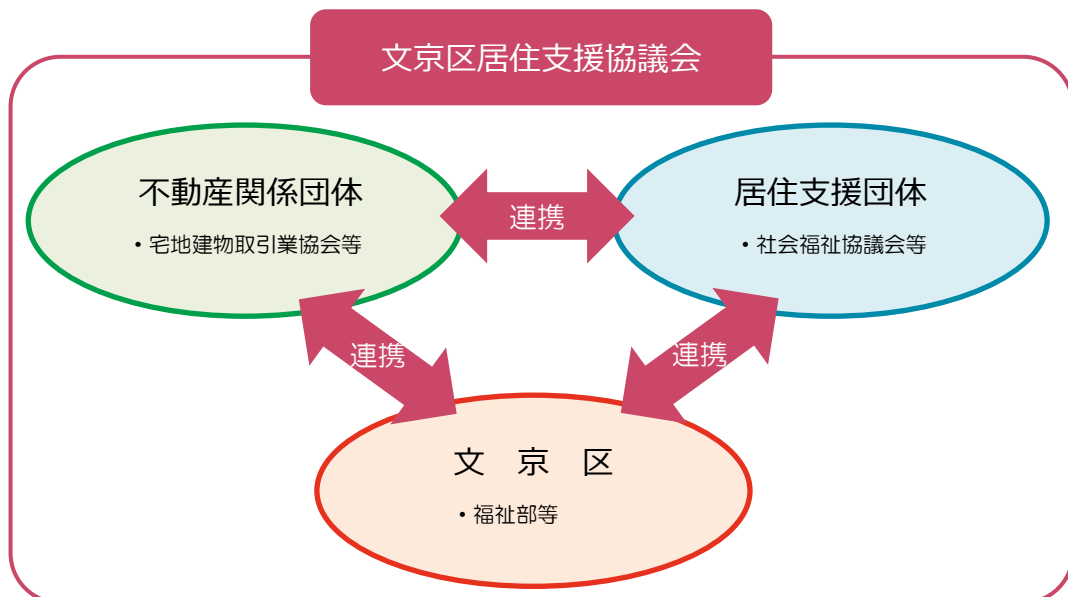 文京区居住支援協議会
不動産関係団体
・宅地建物取引業協会等
連携
居住支援団体
・社会福祉協議会等
連携
連携
文　京　区
・福祉部等